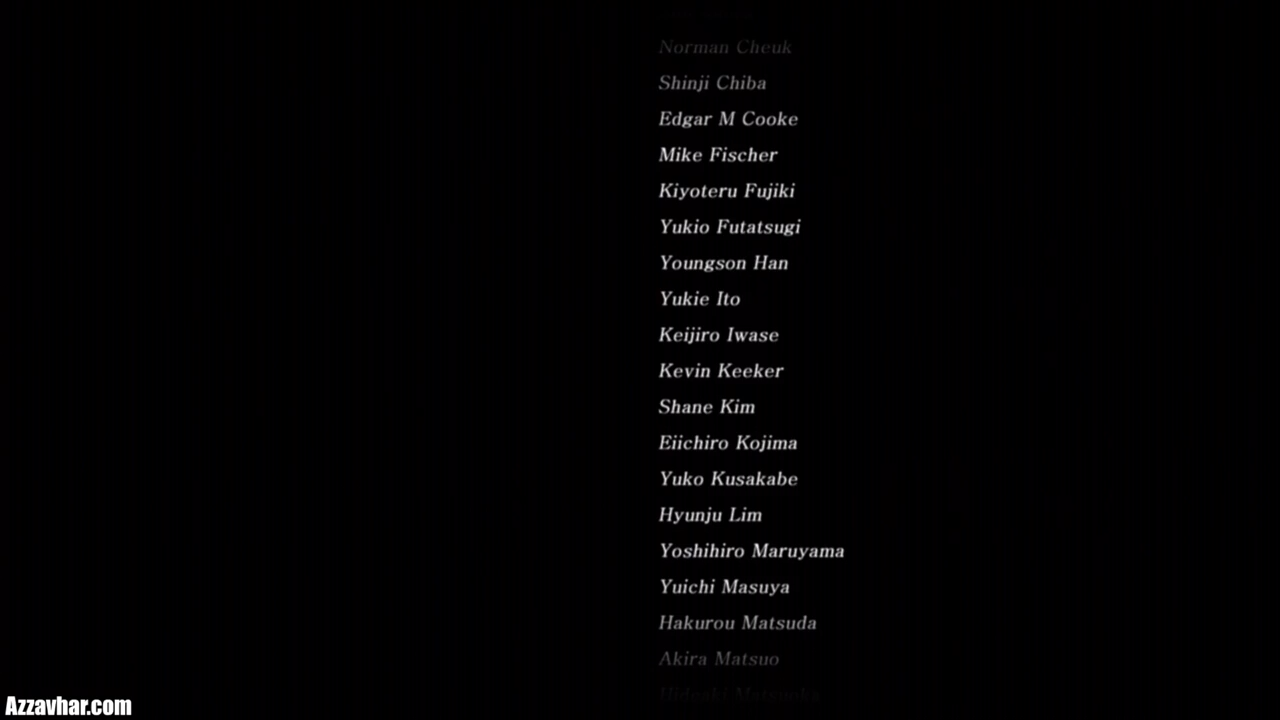 Norman Cheuk
Shinji Chiba
Edgar M Cooke
Mike Fischer
Kiyoteru Fujiki
Yukio Futatsugi
Youngson Han
Yukie Ito
Keijiro Iwase
Kevin Keeker
Shane Kim
Eiichiro Kojima
Yuko Kusakabe
Hyunju Lim
Yoshihiro Maruyama
Yuichi Masuya
Hakurou Matsuda
Akira Matsuo
Hideaki Matsuoka
Azzavhar.com